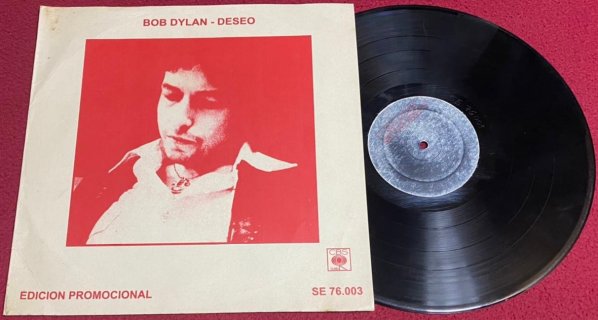 BOB DYLAN - DESEO
CBS
EDICION PROMOCIONAL
SE 76.003